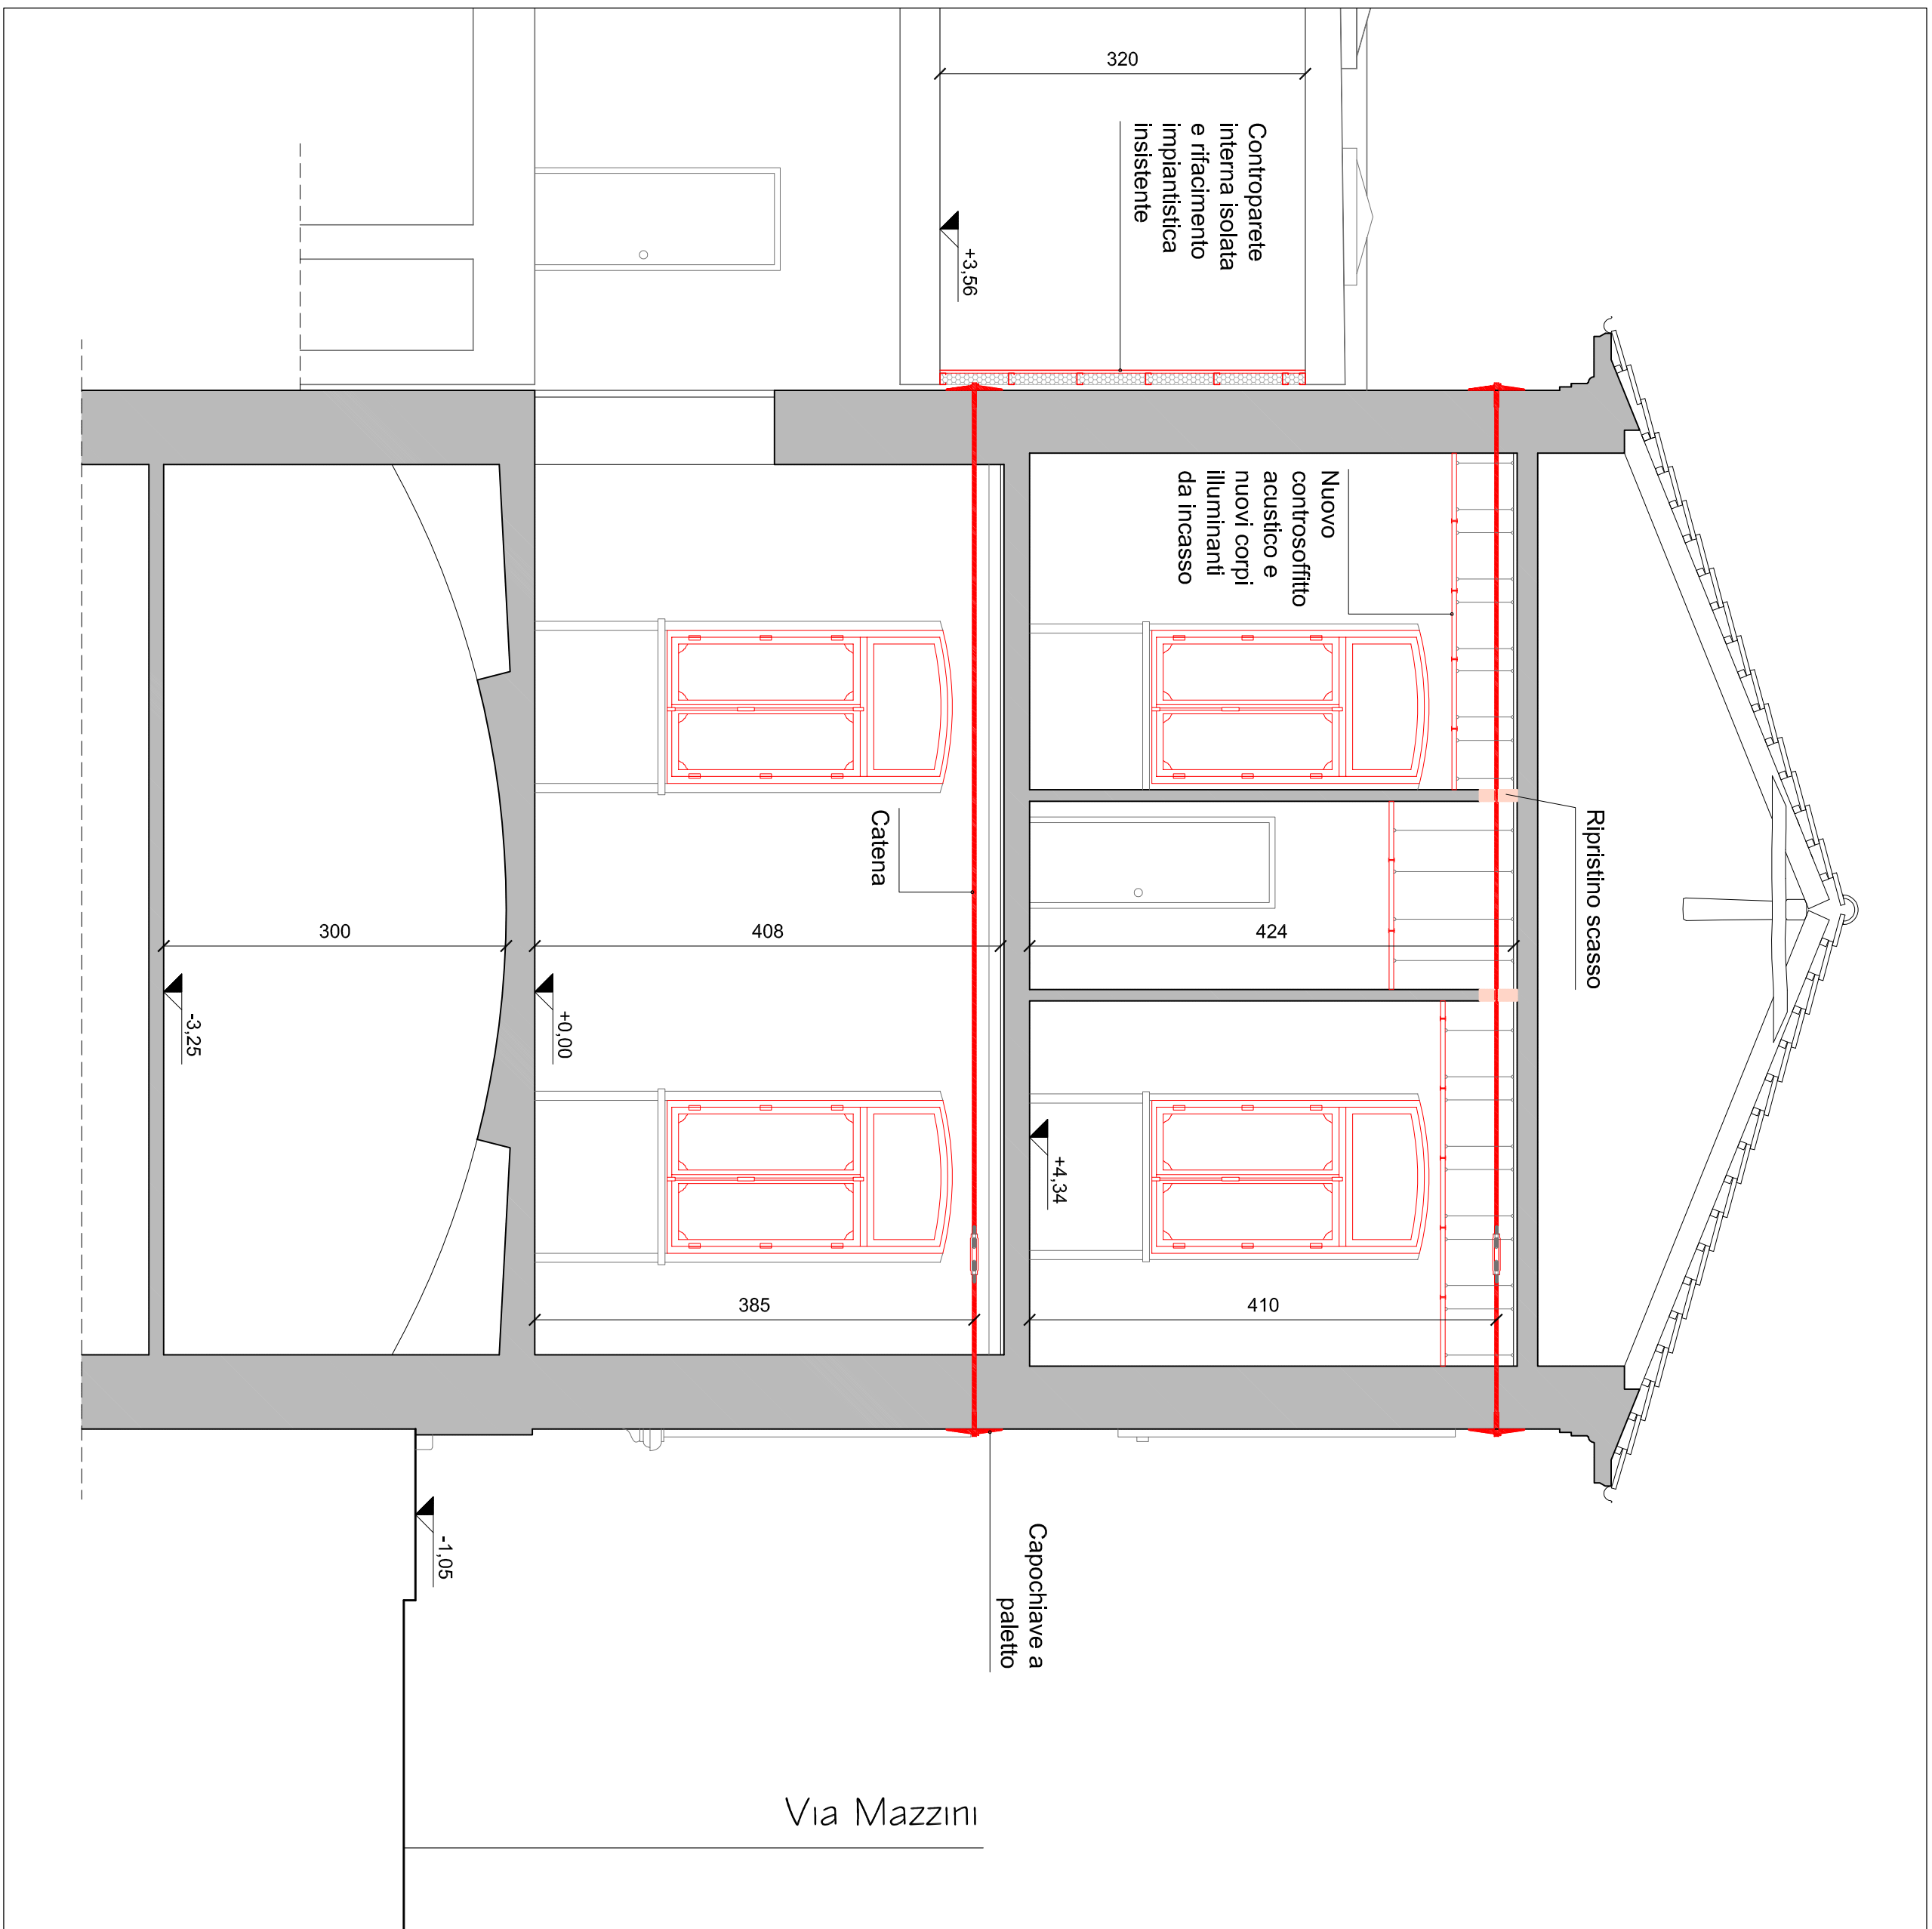 320
Controparete
interna isolata
e rifacimento
impiantistica
insistente
+3,56
Nuovo
controsoffitto
acustico e
nuovi corpi
illuminanti
da incasso
Ripristino scasso
Catena
300
408
424
-3,25
+0,00
+4,34
385
410
-1,05
Capochiave a
paletto
Via Mazzini